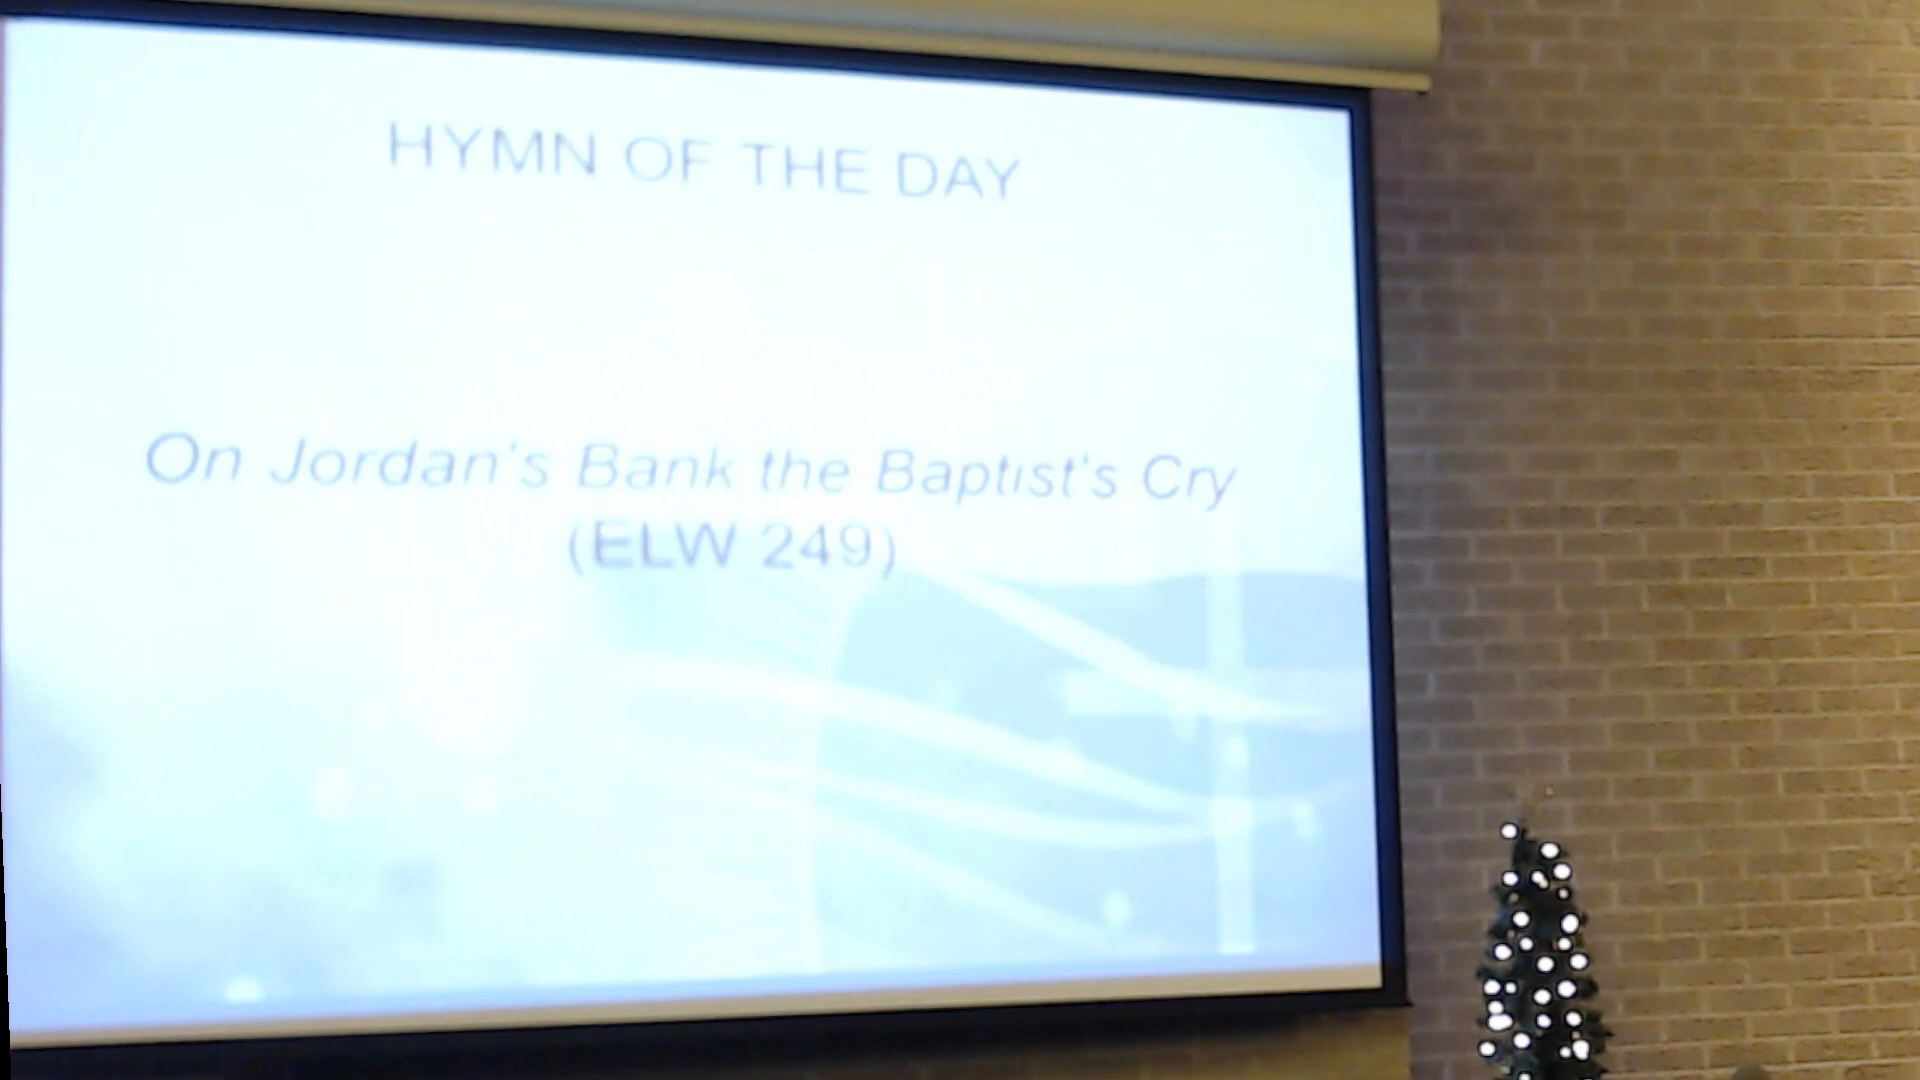 HYMN OF THE DAY
On Jordan's Bank the Baptist's Cry
(ELW 249)